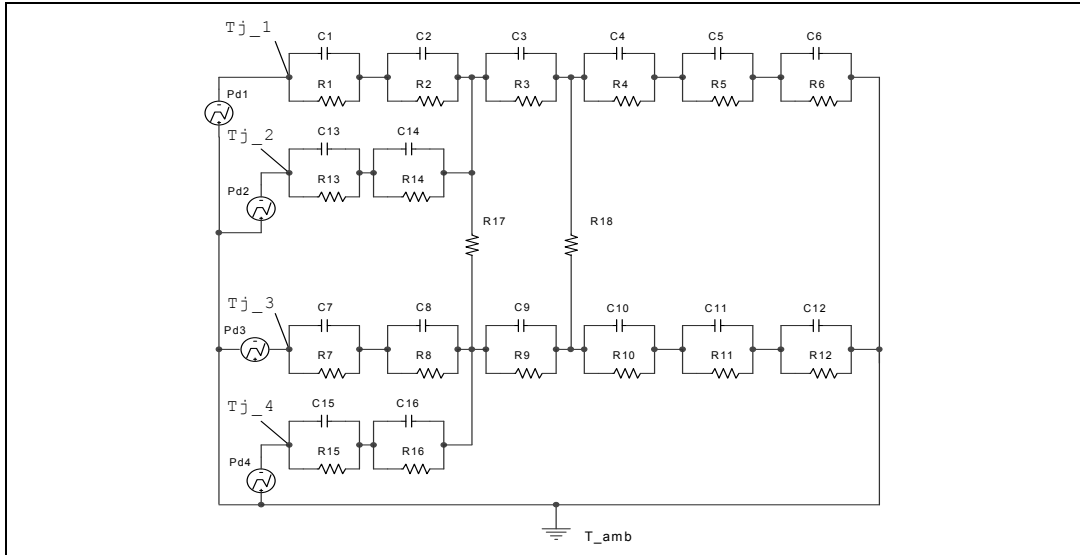 Tj_1
C1 C2 C3 C4 C5 C6
R1 R2 R3 R4 R5 R6
Pd1
Tj_2
C13 C14
R13 R14
Pd2
R17 R18
Tj_3
C7 C8 C9 C10 C11 C12
Pd3
R7 R8 R9 R10 R11 R12
Tj_4
C15 C16
R15 R16
Pd4
T_amb